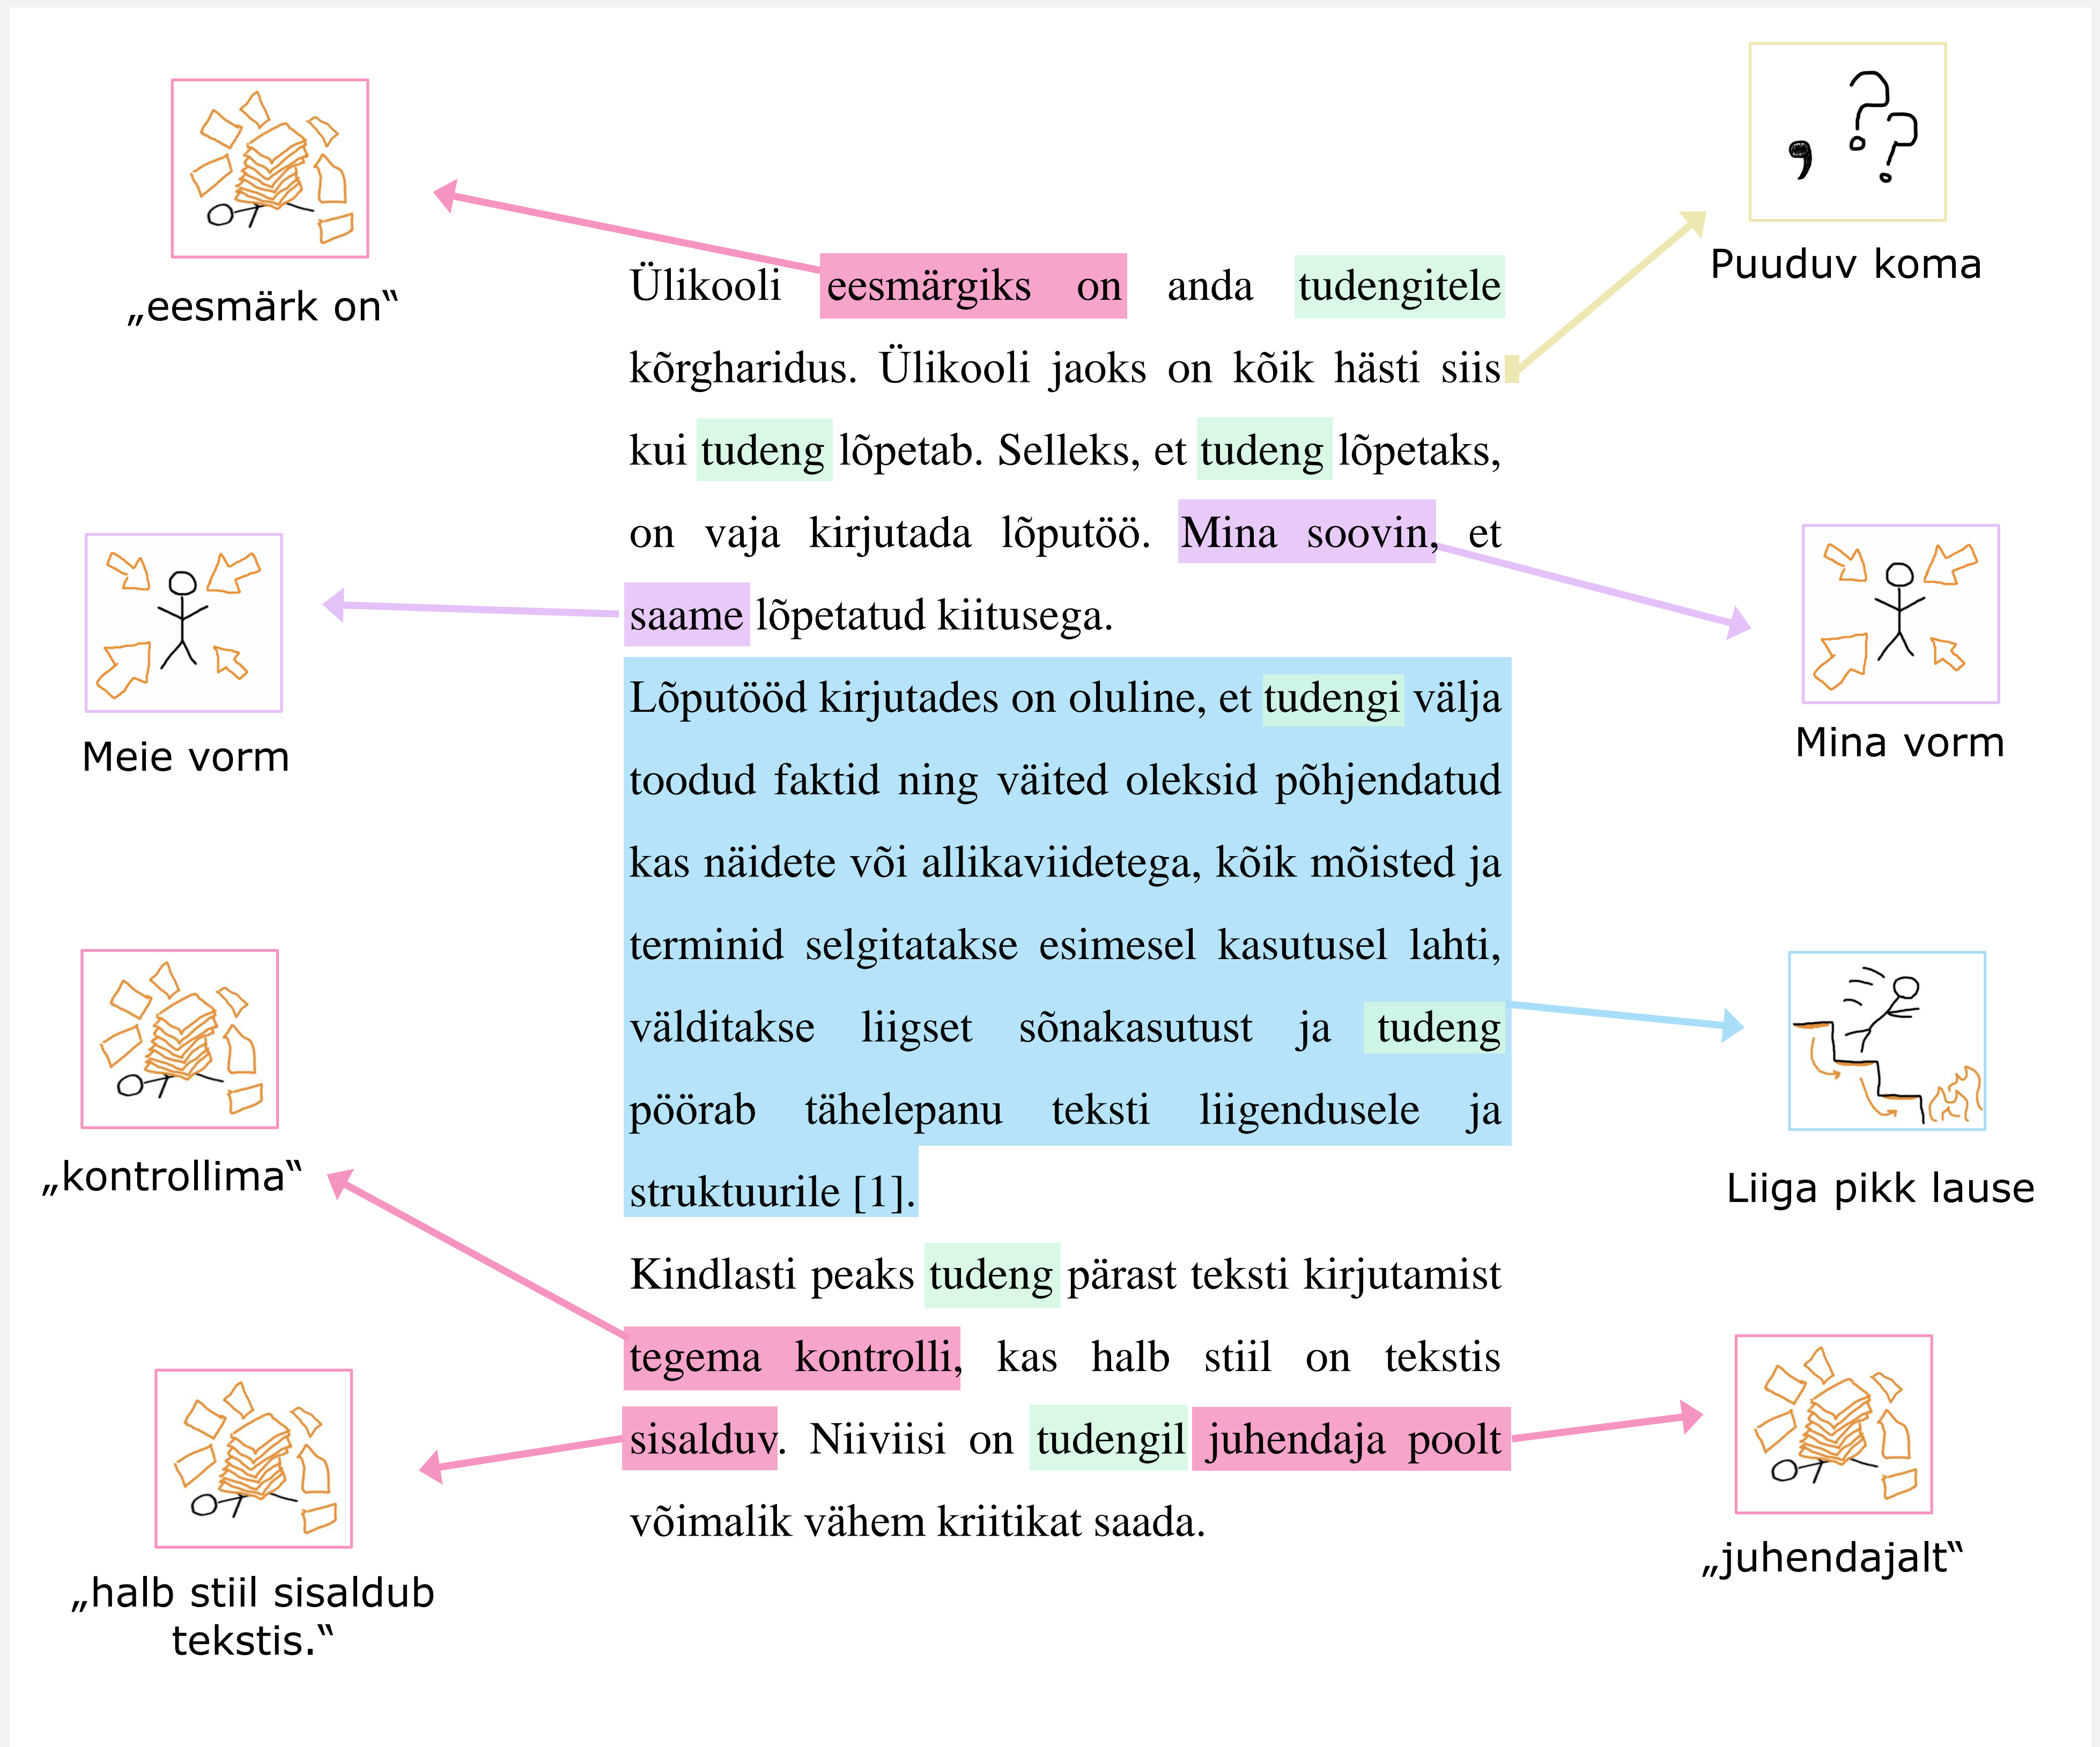 „eesmärk on“
Puuduv koma
Ülikooli eesmärgiks on anda tudengitele
kõrgharidus. Ülikooli jaoks on kõik hästi siis
kui tudeng lõpetab. Selleks, et tudeng lõpetaks,
on vaja kirjutada lõputöö. Mina soovin, et
saame lõpetatud kiitusega.
Meie vorm
Mina vorm
Lõputööd kirjutades on oluline, et tudengi välja
toodud faktid ning väited oleksid põhjendatud
kas näidete või allikaviidetega, kõik mõisted ja
terminid selgitatakse esimesel kasutusel lahti,
välditakse liigset sõnakasutust ja tudeng
pöörab tähelepanu teksti liigendusele ja
struktuurile [1].
„kontrollima“
Liiga pikk lause
Kindlasti peaks tudeng pärast teksti kirjutamist
tegema kontrolli, kas halb stiil on tekstis
sisalduv. Niiviisi on tudengil juhendaja poolt
võimalik vähem kriitikat saada.
„halb stiil sisaldub
tekstis.“
„juhendajalt“
, ??